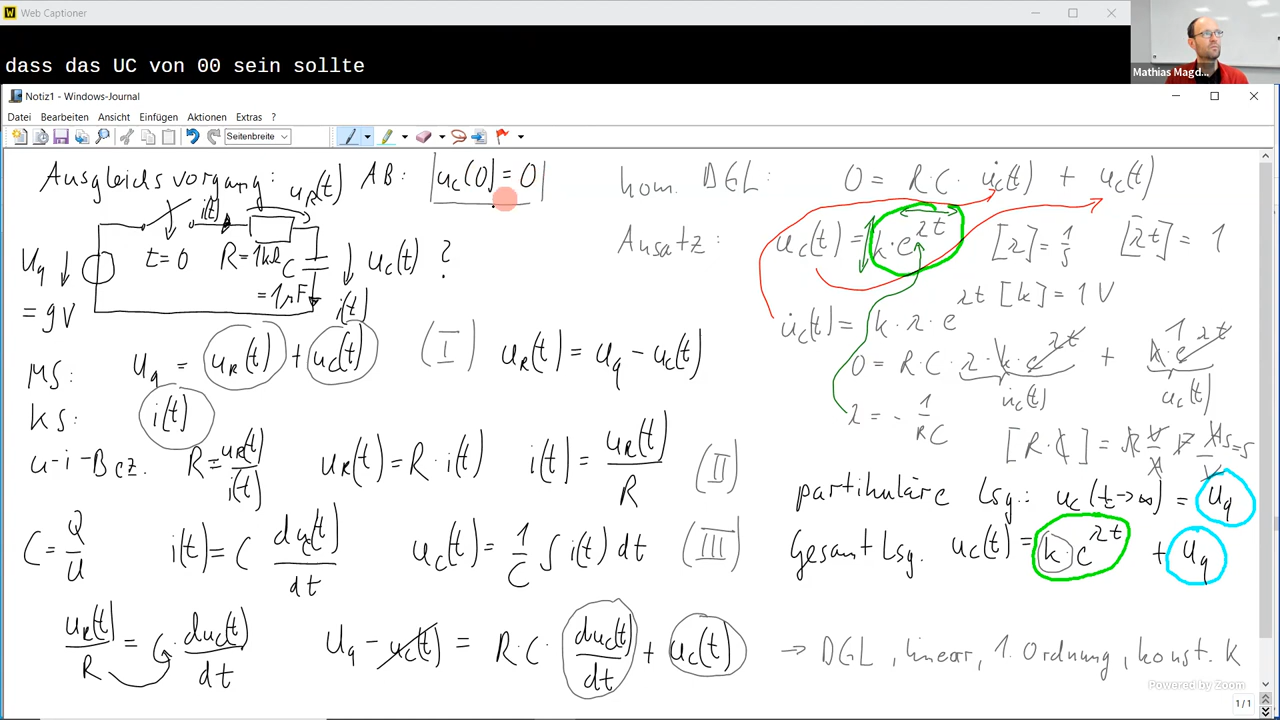 Web Captioner
dass das UC von 00 sein sollte
Mathias Magd...
Notiz1 - Windows-Journal
Datei Bearbeiten Ansicht Einfügen Aktionen Extras ?
Seitenbreite
Ausgleichsvorgang: AB: u_C(0) = 0
u_R(t)
i(t)
t=0 R=1kΩ C u_C(t) ?
U_q
=1µF
= 9V i(t)
MS: U_q = u_R(t) + u_C(t) (I) u_R(t) = U_q - u_C(t)
KS: i(t)
u-i-Bez. R = u_R(t)/i(t) u_R(t) = R · i(t) i(t) = u_R(t)/R (II)
C = Q/U i(t) = C du_C(t)/dt u_C(t) = 1/C ∫ i(t) dt (III)
u_R(t)/R = C · du_C(t)/dt U_q - u_C(t) = R·C· du_C(t)/dt + u_C(t) → DGL, linear, 1. Ordnung, konst. K
hom. DGL: 0 = R·C· u̇_C(t) + u_C(t)
Ansatz: u_C(t) = k·e^λt [λ] = 1/s [λt] = 1
[k] = 1V
u̇_C(t) = k·λ·e^λt
0 = R·C·λ·k·e^λt + k·e^λt 1
u̇_C(t) u_C(t)
λ = - 1/RC
[R·C] =
partikuläre Lsg: u_C(t→∞) = U_q
Gesamt Lsg. u_C(t) = k·e^λt + U_q
Powered by Zoom
1/1